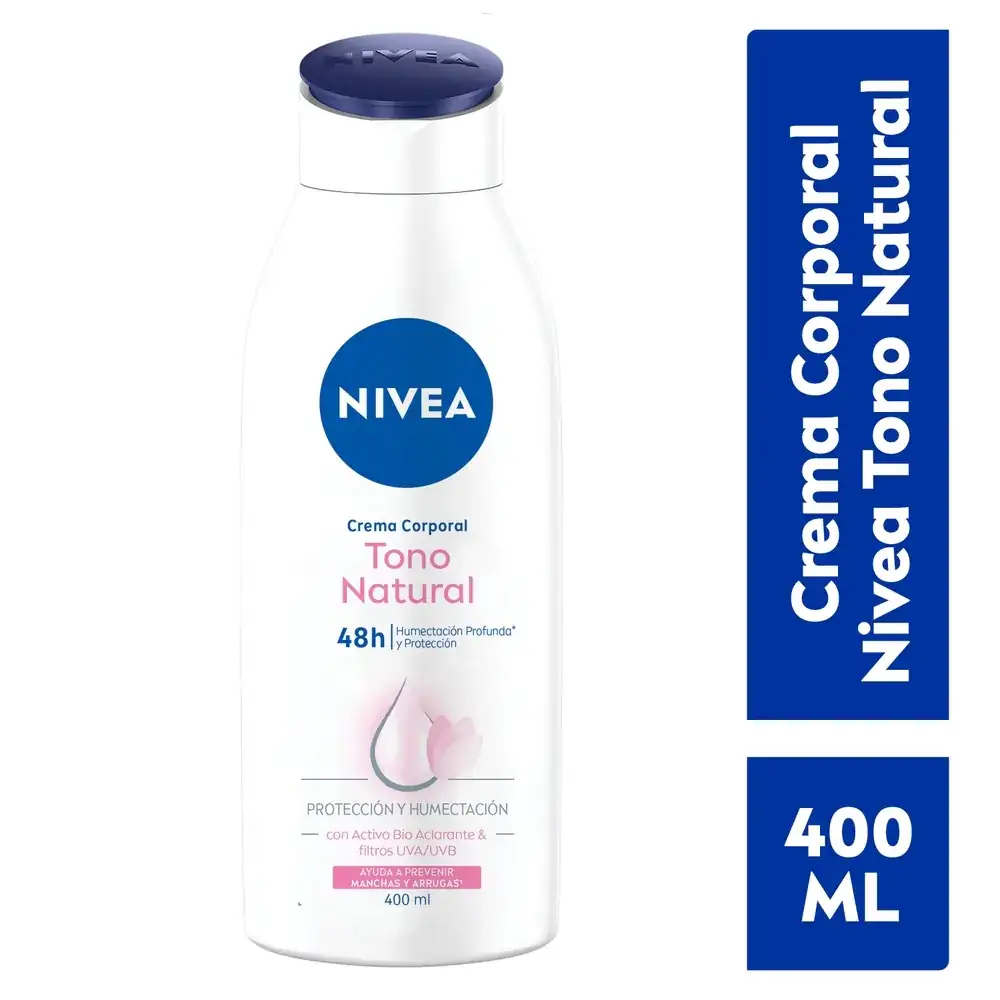 NIVEA
NIVEA
Crema Corporal
Tono
Natural
48h
Humectación Profunda*
y Protección
PROTECCIÓN Y HUMECTACIÓN
con Activo Bio Aclarante &
filtros UVA/UVB
AYUDA A PREVENIR
MANCHAS Y ARRUGAS¹
400 ml
Crema Corporal
Nivea Tono Natural
400
ML